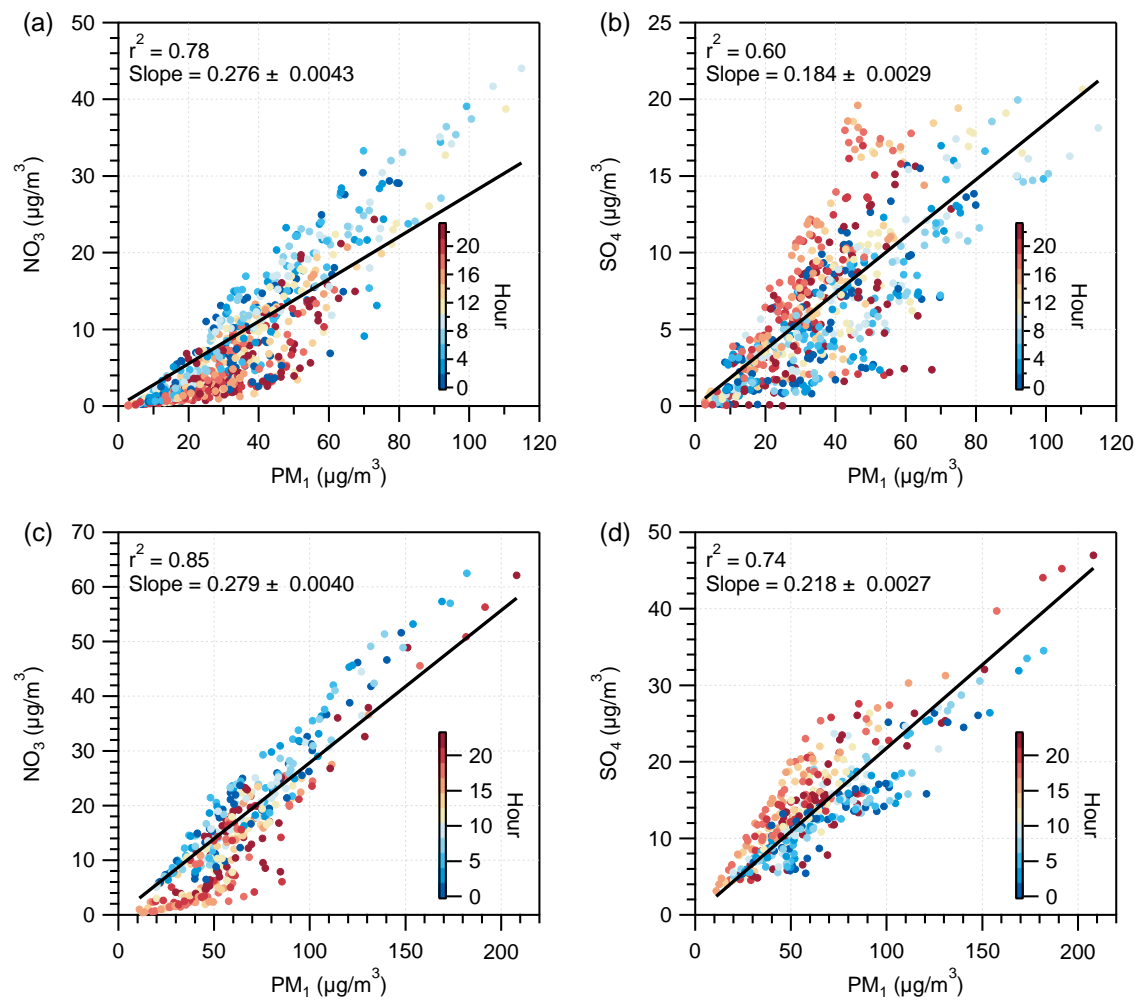 (a)
r² = 0.78
Slope = 0.276 ± 0.0043
50
40
30
20
10
0
NO₃ (µg/m³)
0 20 40 60 80 100 120
PM₁ (µg/m³)
20
16
12
8
4
0
Hour
(b)
r² = 0.60
Slope = 0.184 ± 0.0029
25
20
15
10
5
0
SO₄ (µg/m³)
0 20 40 60 80 100 120
PM₁ (µg/m³)
20
16
12
8
4
0
Hour
(c)
r² = 0.85
Slope = 0.279 ± 0.0040
70
60
50
40
30
20
10
0
NO₃ (µg/m³)
0 50 100 150 200
PM₁ (µg/m³)
20
15
10
5
0
Hour
(d)
r² = 0.74
Slope = 0.218 ± 0.0027
50
40
30
20
10
0
SO₄ (µg/m³)
0 50 100 150 200
PM₁ (µg/m³)
20
15
10
5
0
Hour